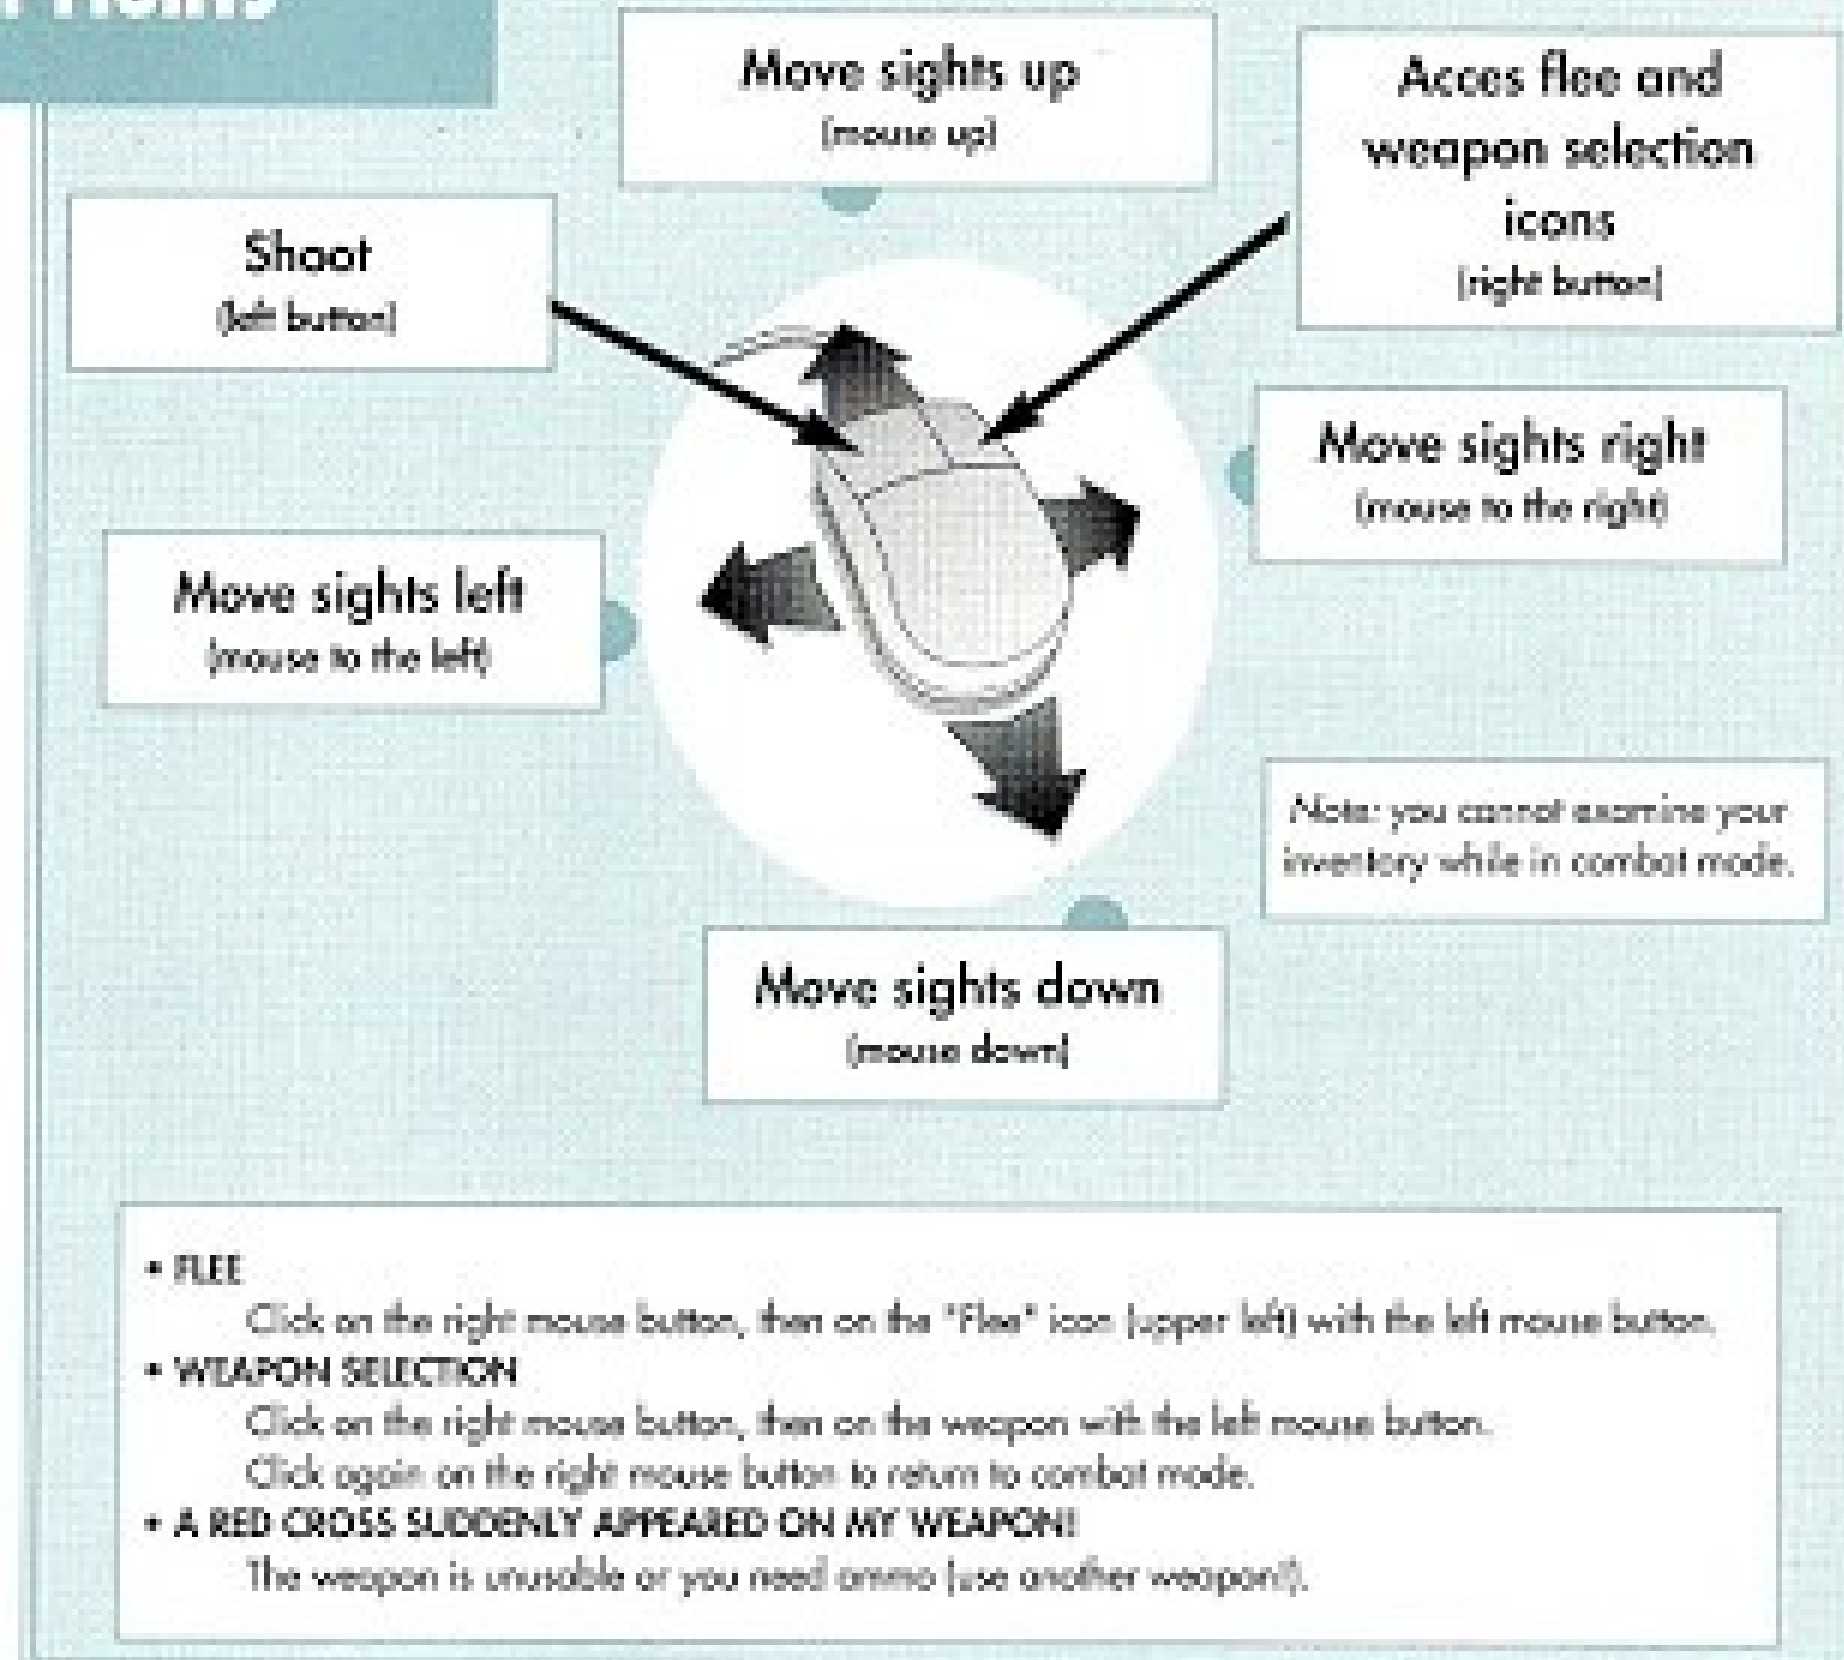 Move sights up
(mouse up)
Acces flee and
weapon selection
icons
(right button)
Shoot
(left button)
Move sights right
(mouse to the right)
Move sights left
(mouse to the left)
Note: you cannot examine your
inventory while in combat mode.
Move sights down
(mouse down)
• FLEE
Click on the right mouse button, then on the "Flee" icon (upper left) with the left mouse button.
• WEAPON SELECTION
Click on the right mouse button, then on the weapon with the left mouse button.
Click again on the right mouse button to return to combat mode.
• A RED CROSS SUDDENLY APPEARED ON MY WEAPON!
The weapon is unusable or you need ammo (use another weapon!).